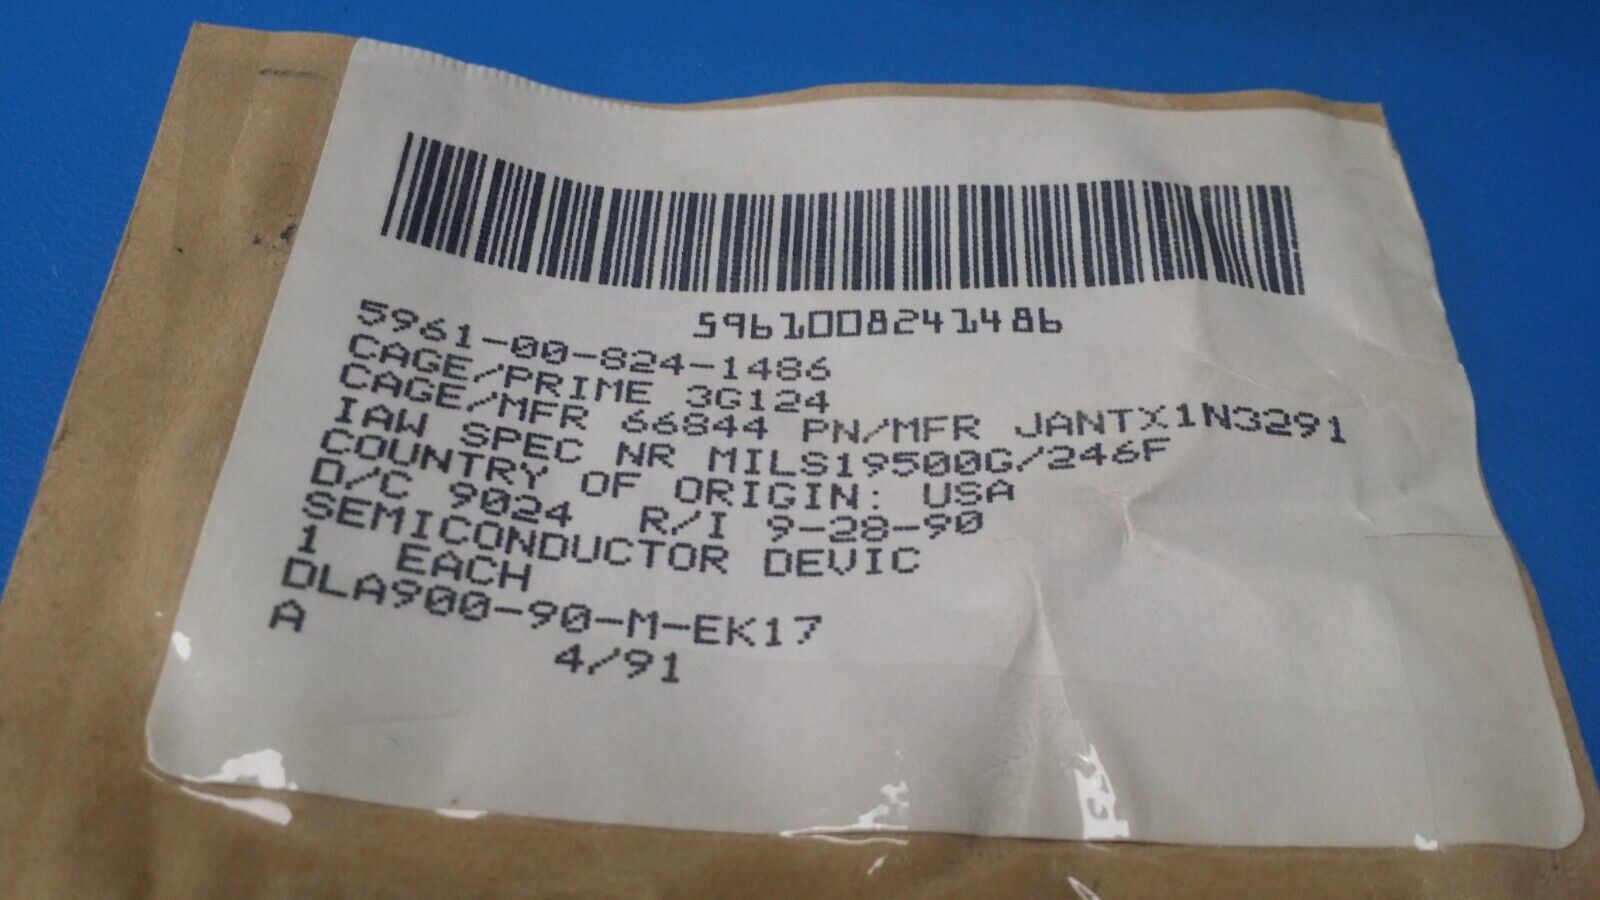 5961008241486
5961-00-824-1486
CAGE/PRIME 3G124
CAGE/MFR 66844 PN/MFR JANTX1N3291
IAW SPEC NR MILS19500G/246F
COUNTRY OF ORIGIN: USA
D/C 9024 R/I 9-28-90
SEMICONDUCTOR DEVIC
1 EACH
DLA900-90-M-EK17
A 4/91